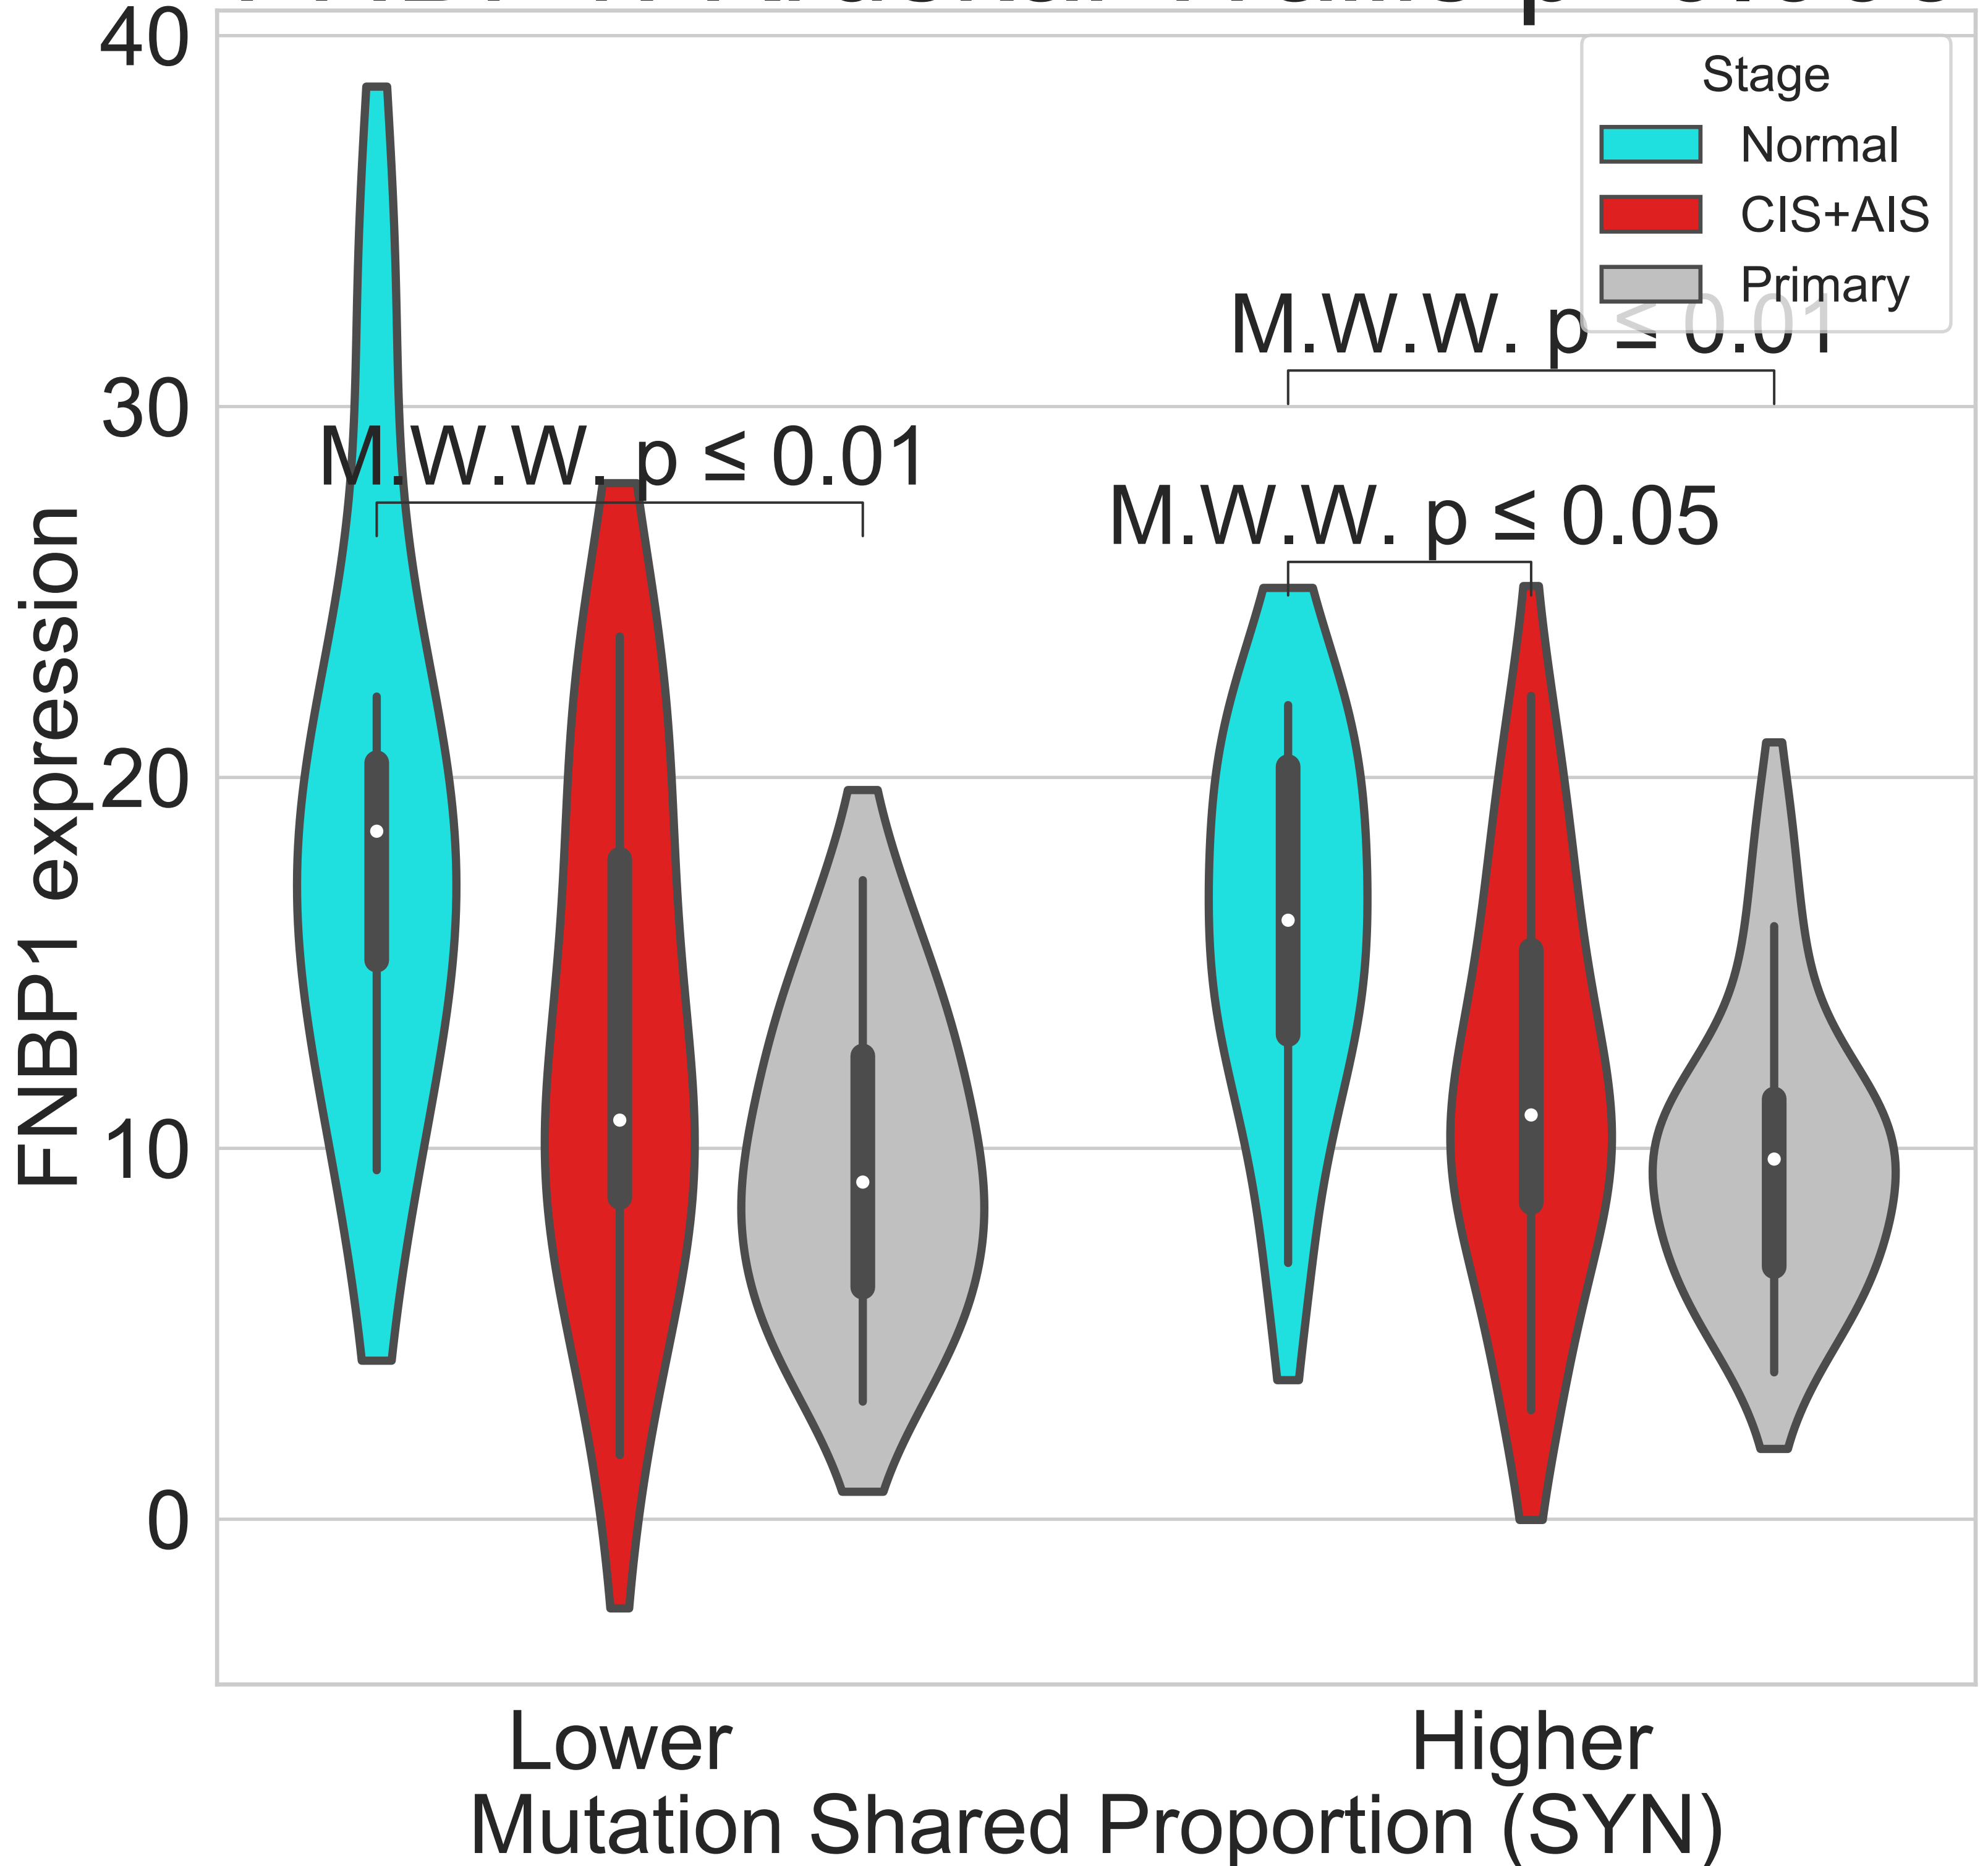 40
Stage
Normal
CIS+AIS
Primary
M.W.W. p ≤ 0.01
30
M.W.W. p ≤ 0.01
M.W.W. p ≤ 0.05
20
10
0
FNBP1 expression
Lower
Higher
Mutation Shared Proportion (SYN)